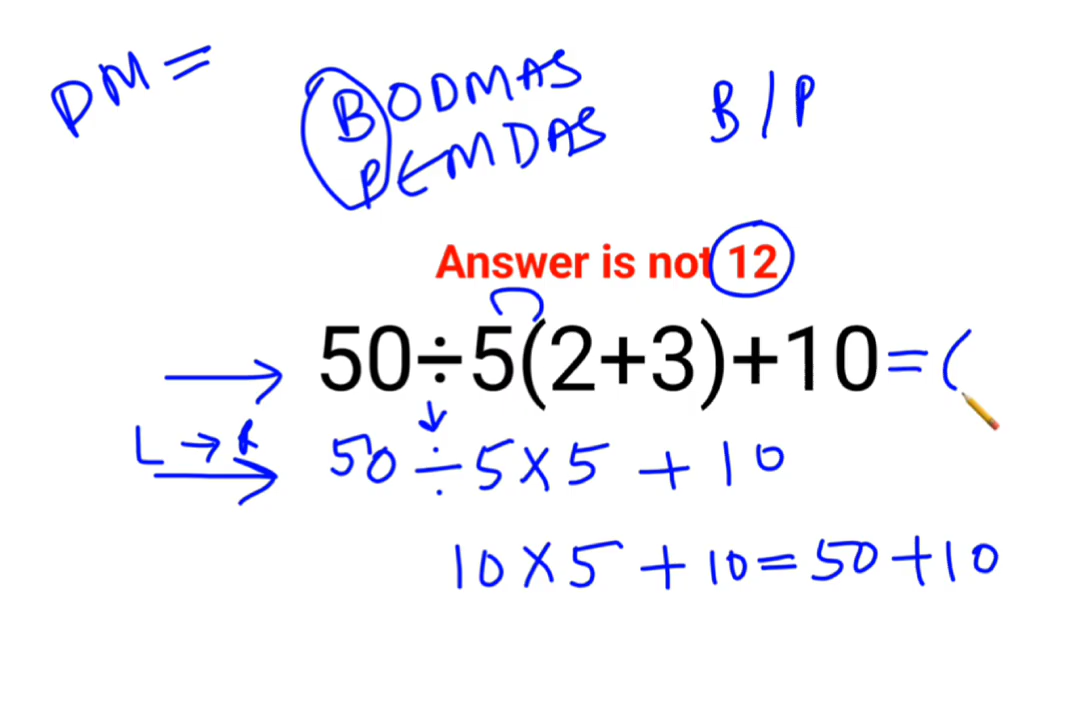 DM =
BODMAS
PEMDAS
B/P
Answer is not 12
50÷5(2+3)+10=(
L → R
50 ÷ 5 × 5 + 10
10 × 5 + 10 = 50 + 10